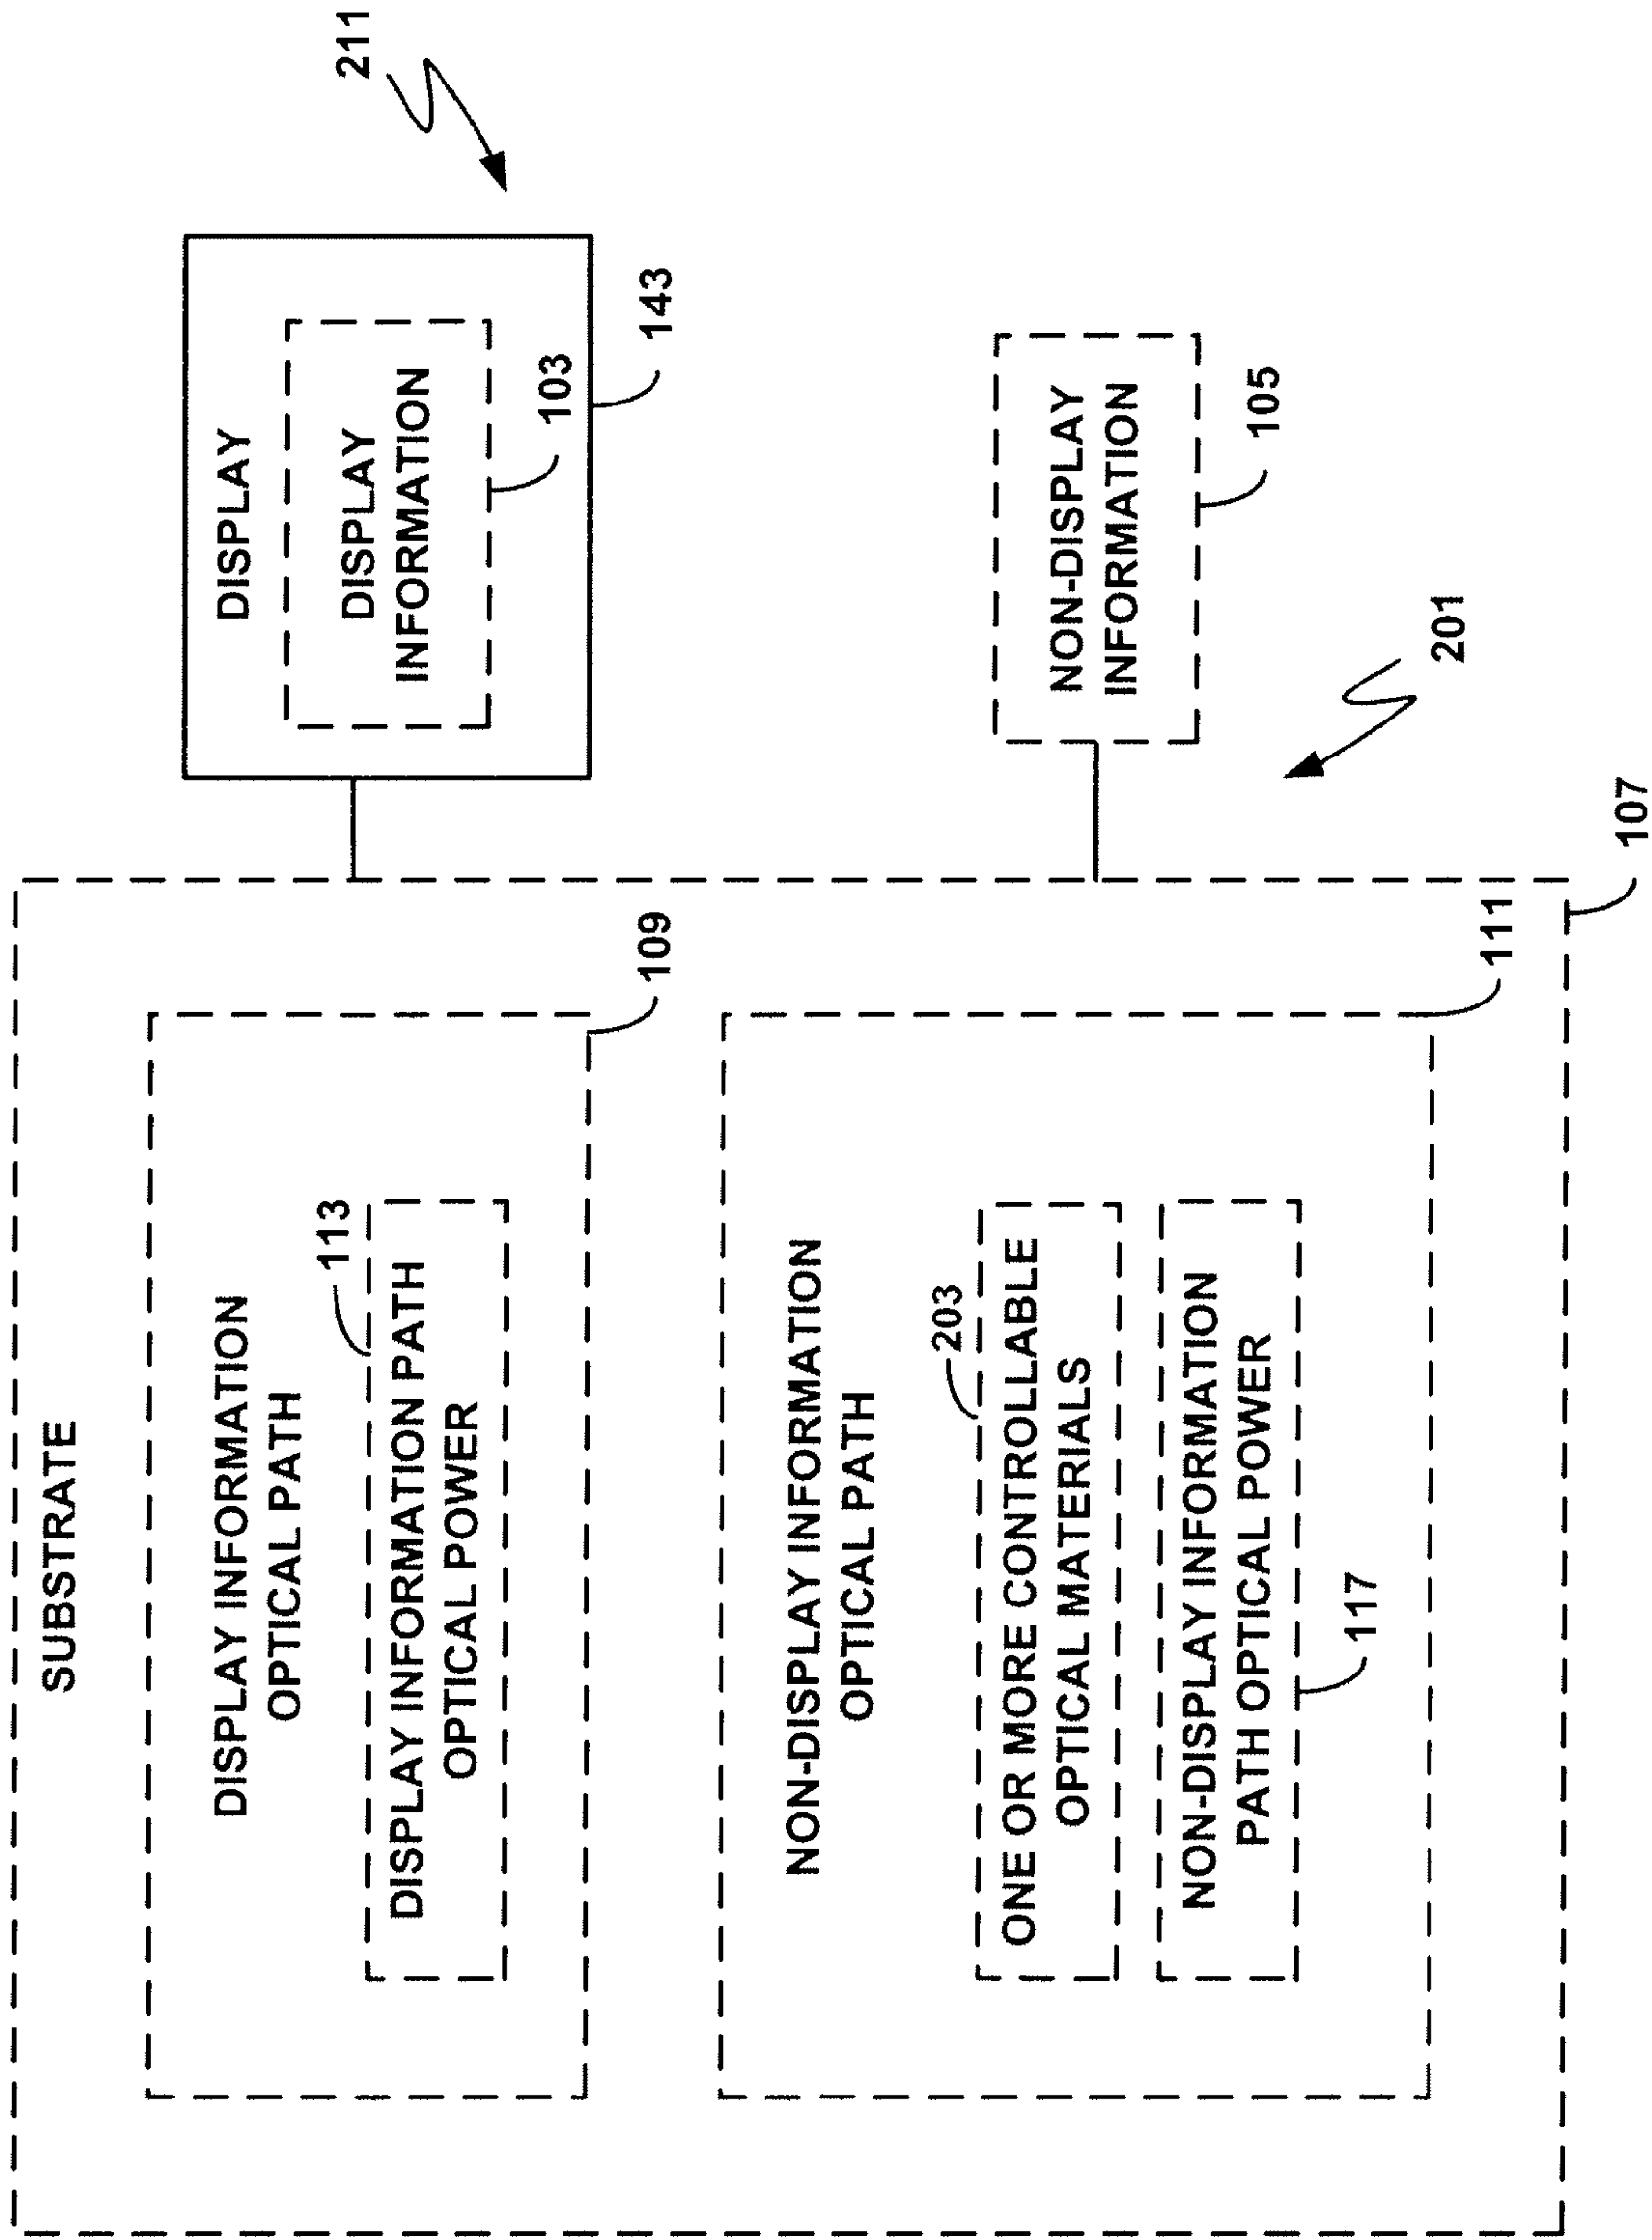 SUBSTRATE
DISPLAY INFORMATION
OPTICAL PATH
113
DISPLAY INFORMATION PATH
OPTICAL POWER
109
NON-DISPLAY INFORMATION
OPTICAL PATH
203
ONE OR MORE CONTROLLABLE
OPTICAL MATERIALS
NON-DISPLAY INFORMATION
PATH OPTICAL POWER
117
111
107
DISPLAY
DISPLAY
INFORMATION
103
143
211
NON-DISPLAY
INFORMATION
105
201